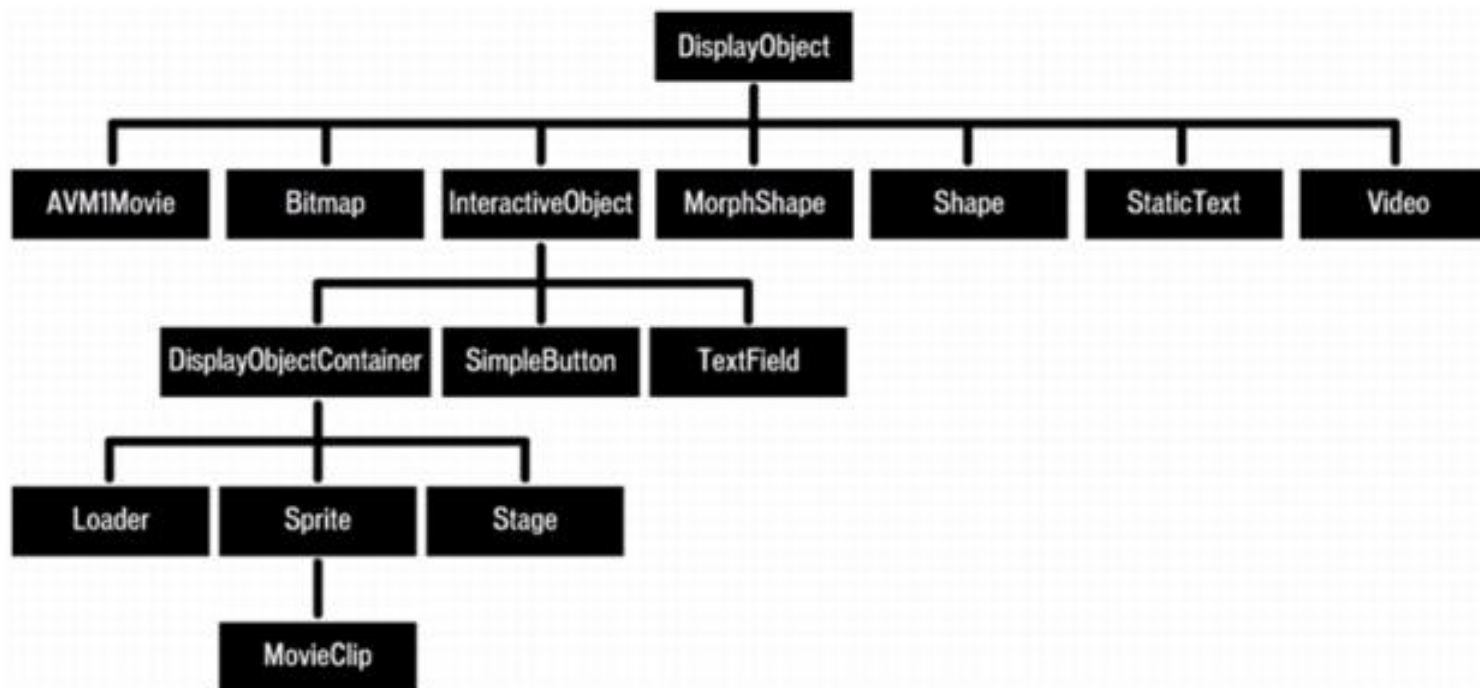 DisplayObject
AVM1Movie Bitmap InteractiveObject MorphShape Shape StaticText Video
DisplayObjectContainer SimpleButton TextField
Loader Sprite Stage
MovieClip